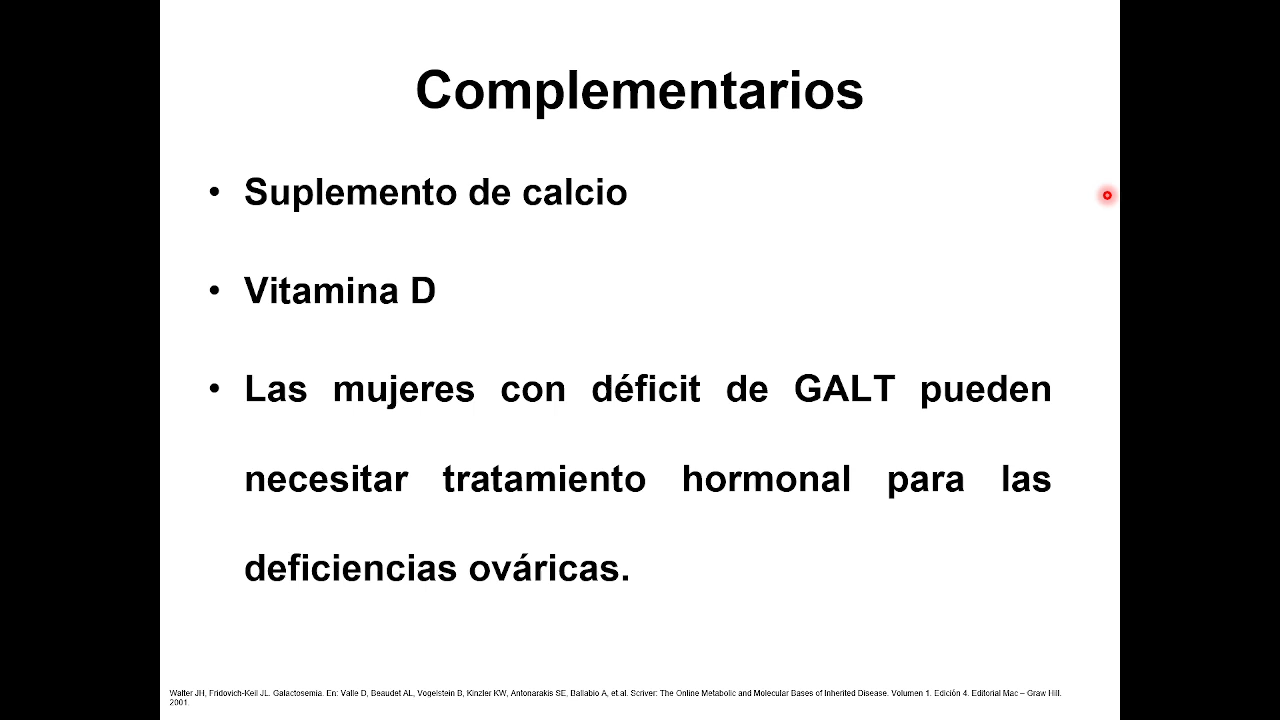 Complementarios
• Suplemento de calcio
• Vitamina D
• Las mujeres con déficit de GALT pueden
necesitar tratamiento hormonal para las
deficiencias ováricas.
Walter JH, Fridovich-Keil JL. Galactosemia. En: Valle D, Beaudet AL, Vogelstein B, Kinzler KW, Antonarakis SE, Ballabio A, et.al. Scriver: The Online Metabolic and Molecular Bases of Inherited Disease. Volumen 1. Edición 4. Editorial Mac – Graw Hill.
2001.